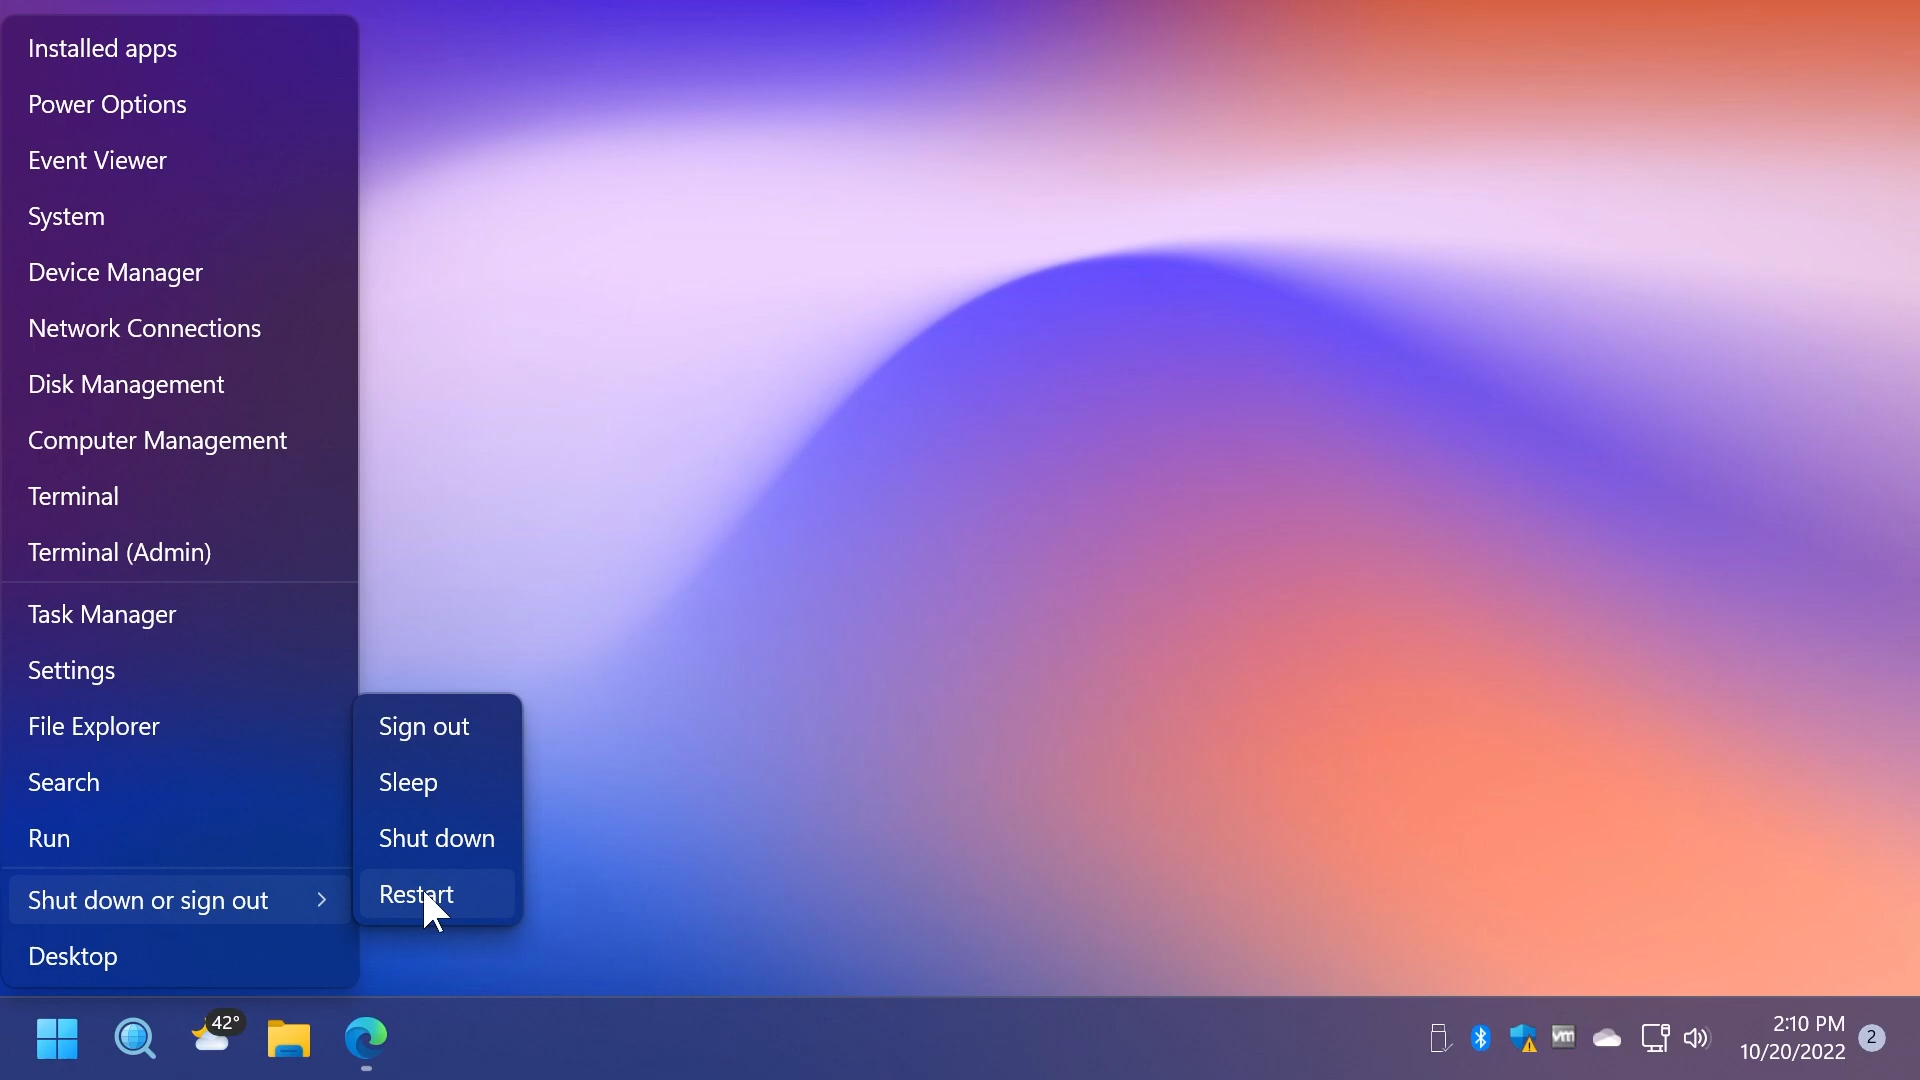 Installed apps
Power Options
Event Viewer
System
Device Manager
Network Connections
Disk Management
Computer Management
Terminal
Terminal (Admin)
Task Manager
Settings
File Explorer
Search
Run
Shut down or sign out
Desktop
Sign out
Sleep
Shut down
Restart
42°
vm
2:10 PM
10/20/2022
2